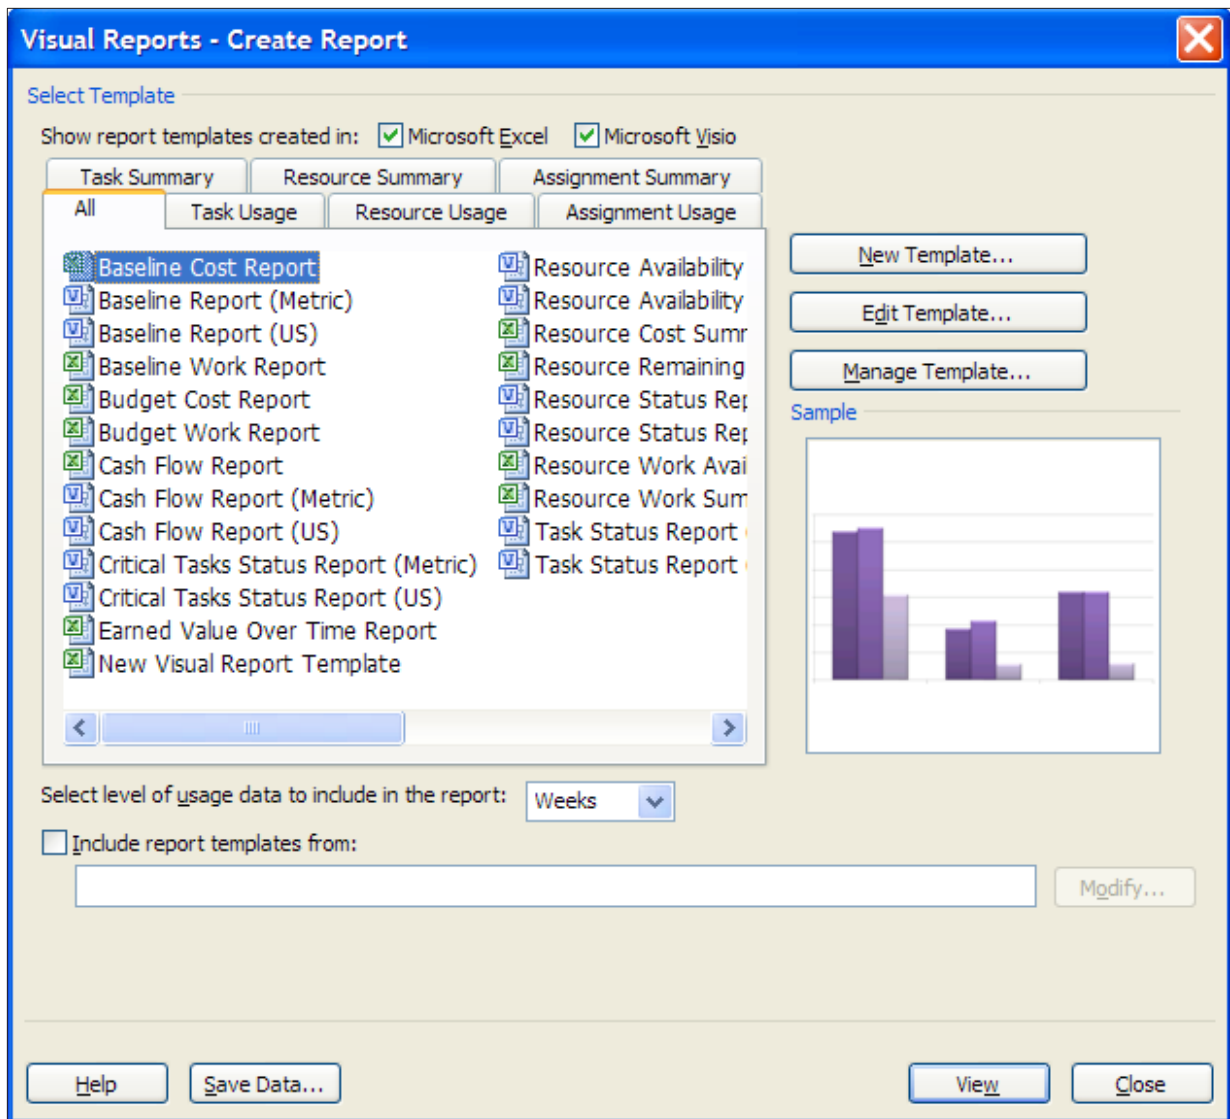 Visual Reports - Create Report
Select Template
Show report templates created in: Microsoft Excel Microsoft Visio
Task Summary Resource Summary Assignment Summary
All Task Usage Resource Usage Assignment Usage
Baseline Cost Report
Baseline Report (Metric)
Baseline Report (US)
Baseline Work Report
Budget Cost Report
Budget Work Report
Cash Flow Report
Cash Flow Report (Metric)
Cash Flow Report (US)
Critical Tasks Status Report (Metric)
Critical Tasks Status Report (US)
Earned Value Over Time Report
New Visual Report Template
Resource Availability
Resource Availability
Resource Cost Summ
Resource Remaining
Resource Status Rep
Resource Status Rep
Resource Work Avai
Resource Work Sum
Task Status Report
Task Status Report
New Template...
Edit Template...
Manage Template...
Sample
Select level of usage data to include in the report: Weeks
Include report templates from:
Modify...
Help Save Data... View Close